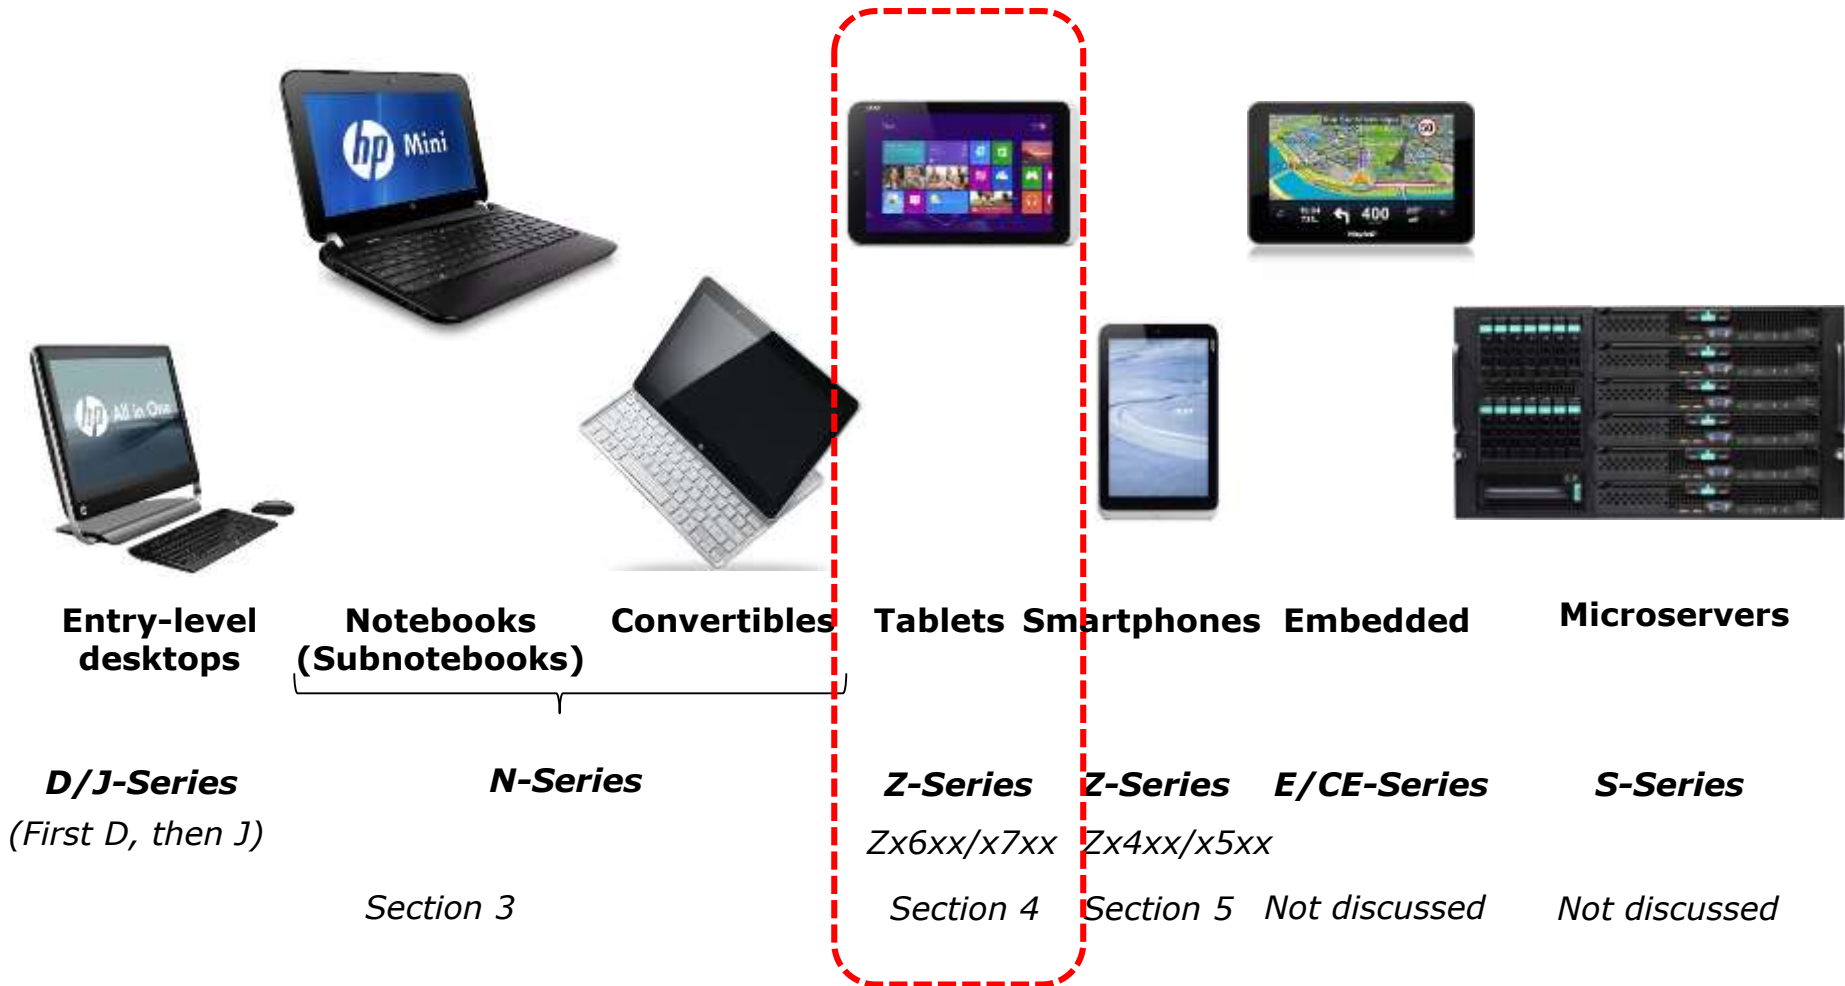 hp Mini
hp All in One
50
400
Entry-level
desktops
Notebooks
(Subnotebooks)
Convertibles
Tablets
Smartphones
Embedded
Microservers
D/J-Series
(First D, then J)
N-Series
Z-Series
Zx6xx/x7xx
Z-Series
Zx4xx/x5xx
E/CE-Series
S-Series
Section 3
Section 4
Section 5
Not discussed
Not discussed